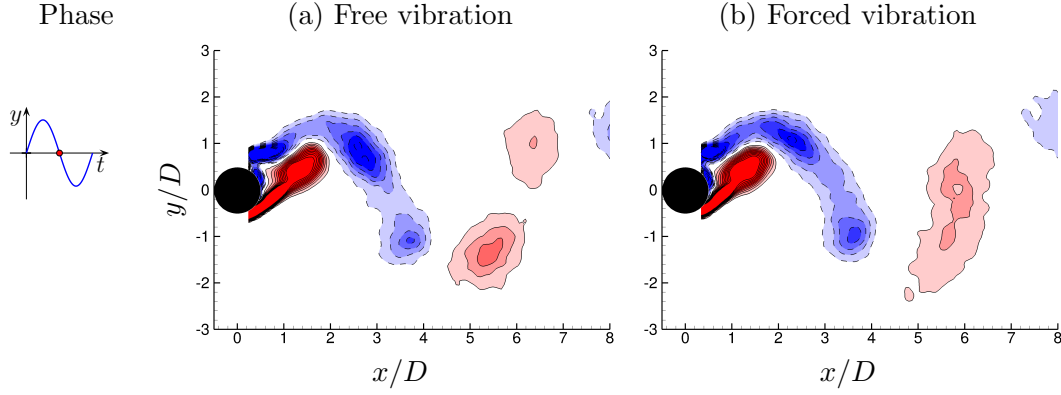 Phase
(a) Free vibration
(b) Forced vibration
y
t
3
2
1
0
-1
-2
-3
y/D
0 1 2 3 4 5 6 7 8
x/D
3
2
1
0
-1
-2
-3
0 1 2 3 4 5 6 7 8
x/D